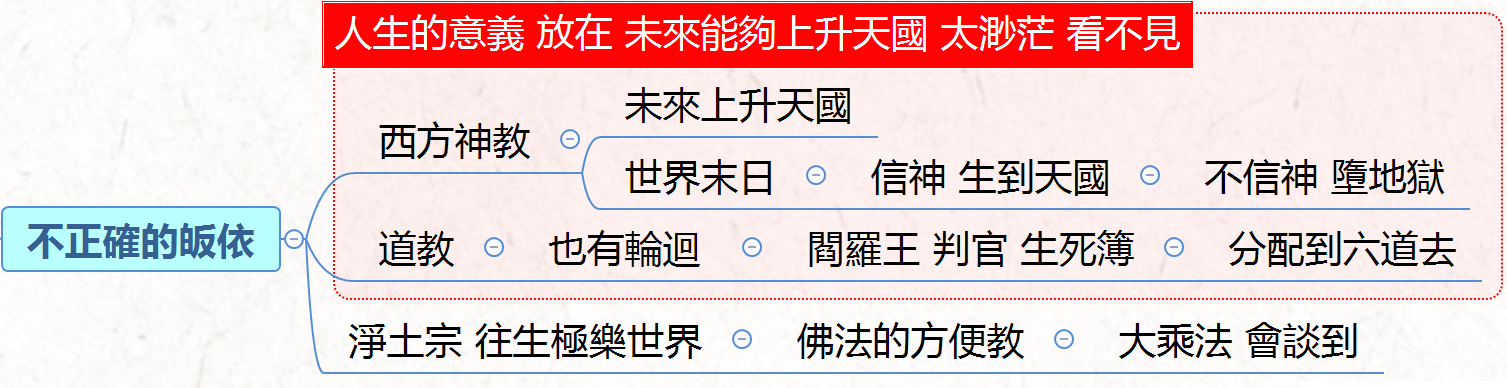 人生的意義 放在 未來能夠上升天國 太渺茫 看不見
未來上升天國
西方神教
世界末日 信神 生到天國 不信神 墮地獄
不正確的皈依
道教 也有輪迴 閻羅王 判官 生死簿 分配到六道去
淨土宗 往生極樂世界 佛法的方便教 大乘法 會談到